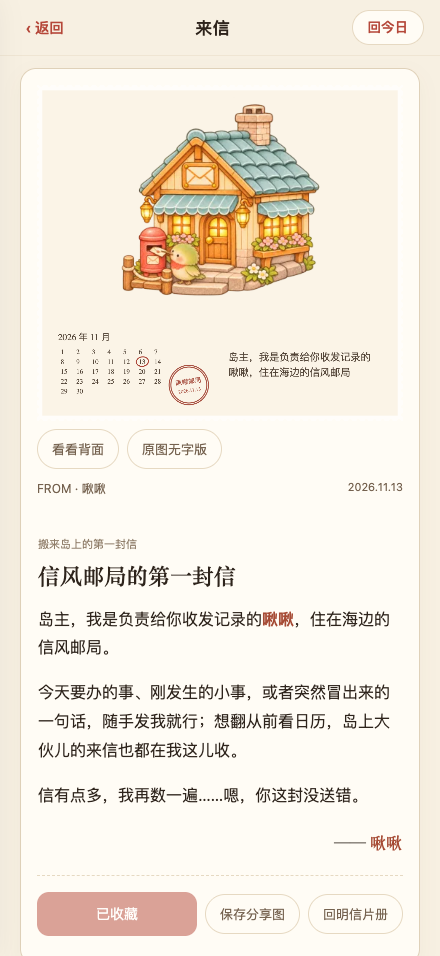 ‹ 返回
来信
回今日
2026 年 11 月
1 2 3 4 5 6 7
8 9 10 11 12 13 14
15 16 17 18 19 20 21
22 23 24 25 26 27 28
29 30
啾啾邮局
2026.11.13
岛主，我是负责给你收发记录的
啾啾，住在海边的信风邮局
看看背面
原图无字版
FROM · 啾啾
2026.11.13
搬来岛上的第一封信
信风邮局的第一封信
岛主，我是负责给你收发记录的啾啾，住在海边的
信风邮局。
今天要办的事、刚发生的小事，或者突然冒出来的
一句话，随手发我就行；想翻从前看日历，岛上大
伙儿的来信也都在我这儿收。
信有点多，我再数一遍……嗯，你这封没送错。
—— 啾啾
已收藏
保存分享图
回明信片册